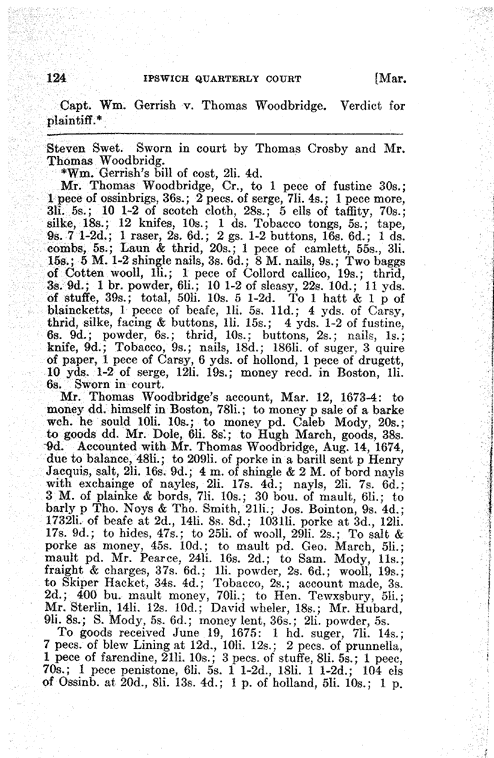 124 IPSWICH QUARTERLY COURT [Mar.
Capt. Wm. Gerrish v. Thomas Woodbridge. Verdict for
plaintiff.*
Steven Swet. Sworn in court by Thomas Crosby and Mr.
Thomas Woodbridg.
*Wm. Gerrish's bill of cost, 2li. 4d.
Mr. Thomas Woodbridge, Cr., to 1 pece of fustine 30s.;
1 pece of ossinbrigs, 36s.; 2 pecs. of serge, 7li. 4s.; 1 pece more,
3li. 5s.; 10 1-2 of scotch cloth, 28s.; 5 ells of taffity, 70s.;
silke, 18s.; 12 knifes, 10s.; 1 ds. Tobacco tongs, 5s.; tape,
9s. 7 1-2d.; 1 raser, 2s. 6d.; 2 gs. 1-2 buttons, 16s. 6d.; 1 ds.
combs, 5s.; Laun & thrid, 20s.; 1 pece of camlett, 55s., 3li.
15s.; 5 M. 1-2 shingle nails, 3s. 6d.; 8 M. nails, 9s.; Two baggs
of Cotten wooll, 1li.; 1 pece of Collord callico, 19s.; thrid,
3s. 9d.; 1 br. powder, 6li.; 10 1-2 of sleasy, 22s. 10d.; 11 yds.
of stuffe, 39s.; total, 50li. 10s. 5 1-2d. To 1 hatt & 1 p of
blaincketts, 1 peece of beafe, 1li. 5s. 11d.; 4 yds. of Carsy,
thrid, silke, facing & buttons, 1li. 15s.; 4 yds. 1-2 of fustine,
6s. 9d.; powder, 6s.; thrid, 10s.; buttons, 2s.; nails, 1s.;
knife, 9d.; Tobacco, 9s.; nails, 18d.; 186li. of suger, 3 quire
of paper, 1 pece of Carsy, 6 yds. of hollond, 1 pece of drugett,
10 yds. 1-2 of serge, 12li. 19s.; money recd. in Boston, 1li.
6s. Sworn in court.
Mr. Thomas Woodbridge's account, Mar. 12, 1673-4: to
money dd. himself in Boston, 78li.; to money p sale of a barke
wch. he sould 10li. 10s.; to money pd. Caleb Mody, 20s.;
to goods dd. Mr. Dole, 6li. 8s.; to Hugh March, goods, 38s.
9d. Accounted with Mr. Thomas Woodbridge, Aug. 14, 1674,
due to balance, 48li.; to 209li. of porke in a barill sent p Henry
Jacquis, salt, 2li. 16s. 9d.; 4 m. of shingle & 2 M. of bord nayls
with exchainge of nayles, 2li. 17s. 4d.; nayls, 2li. 7s. 6d.;
3 M. of plainke & bords, 7li. 10s.; 30 bou. of mault, 6li.; to
barly p Tho. Noys & Tho. Smith, 21li.; Jos. Bointon, 9s. 4d.;
1732li. of beafe at 2d., 14li. 8s. 8d.; 1031li. porke at 3d., 12li.
17s. 9d.; to hides, 47s.; to 25li. of wooll, 29li. 2s.; To salt &
porke as money, 45s. 10d.; to mault pd. Geo. March, 5li.;
mault pd. Mr. Pearce, 24li. 16s. 2d.; to Sam. Mody, 11s.;
fraight & charges, 37s. 6d.; 1li. powder, 2s. 6d.; wooll, 19s.;
to Skiper Hacket, 34s. 4d.; Tobacco, 2s.; account made, 3s.
2d.; 400 bu. mault money, 70li.; to Hen. Tewxsbury, 5li.;
Mr. Sterlin, 14li. 12s. 10d.; David wheler, 18s.; Mr. Hubard,
9li. 8s.; S. Mody, 5s. 6d.; money lent, 36s.; 2li. powder, 5s.
To goods received June 19, 1675: 1 hd. suger, 7li. 14s.;
7 pecs. of blew Lining at 12d., 10li. 12s.; 2 pecs. of prunnella,
1 pece of farendine, 21li. 10s.; 3 pecs. of stuffe, 8li. 5s.; 1 peec,
70s.; 1 pece penistone, 6li. 5s. 1 1-2d., 18li. 1 1-2d.; 104 els
of Ossinb. at 20d., 8li. 13s. 4d.; 1 p. of holland, 5li. 10s.; 1 p.